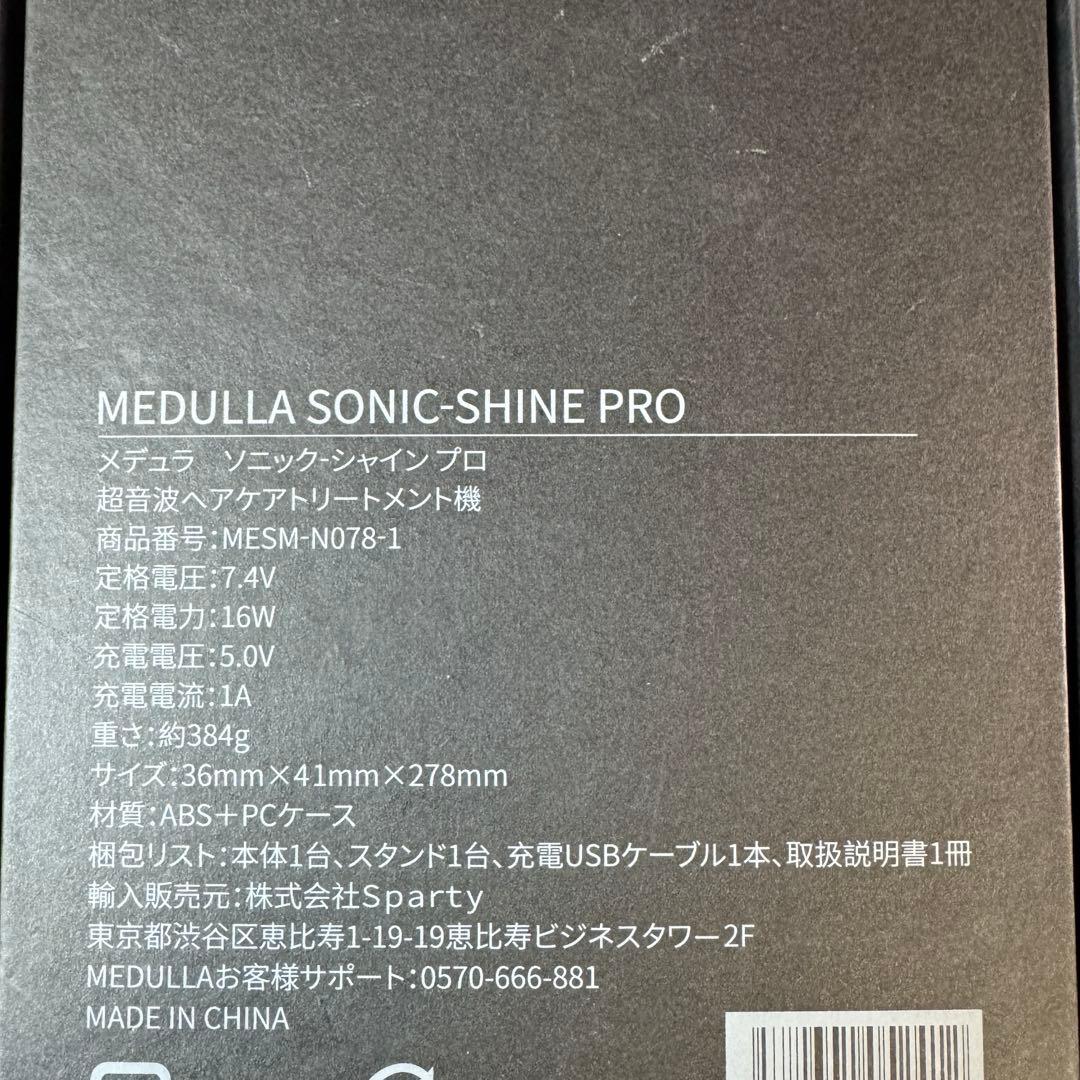 MEDULLA SONIC-SHINE PRO
メデュラ　ソニック-シャイン プロ
超音波ヘアケアトリートメント機
商品番号：MESM-N078-1
定格電圧：7.4V
定格電力：16W
充電電圧：5.0V
充電電流：1A
重さ：約384g
サイズ：36mm×41mm×278mm
材質：ABS＋PCケース
梱包リスト：本体1台、スタンド1台、充電USBケーブル1本、取扱説明書1冊
輸入販売元：株式会社Sparty
東京都渋谷区恵比寿1-19-19恵比寿ビジネスタワー2F
MEDULLAお客様サポート：0570-666-881
MADE IN CHINA